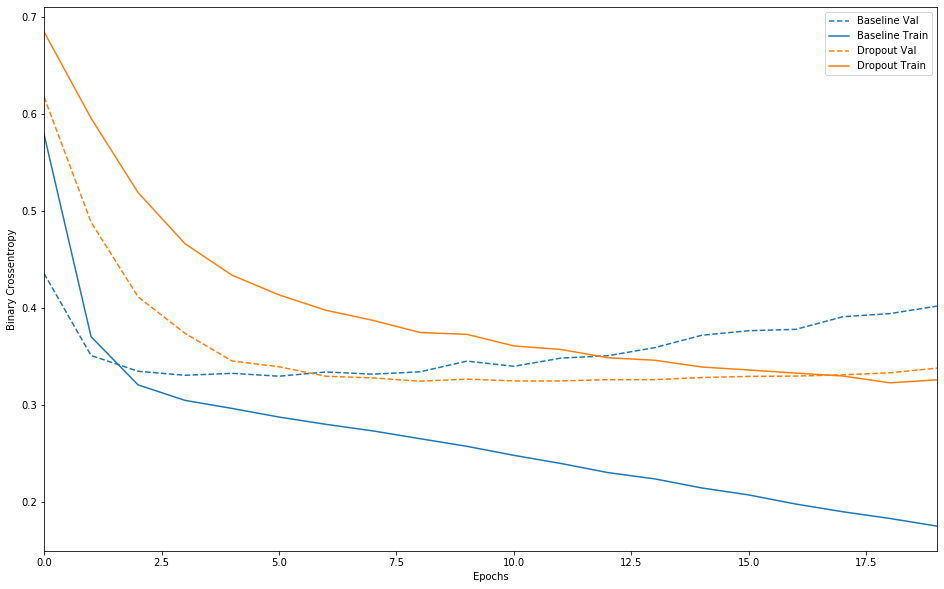 0.7
0.6
0.5
0.4
0.3
0.2
Binary Crossentropy
Baseline Val
Baseline Train
Dropout Val
Dropout Train
0.0 2.5 5.0 7.5 10.0 12.5 15.0 17.5
Epochs